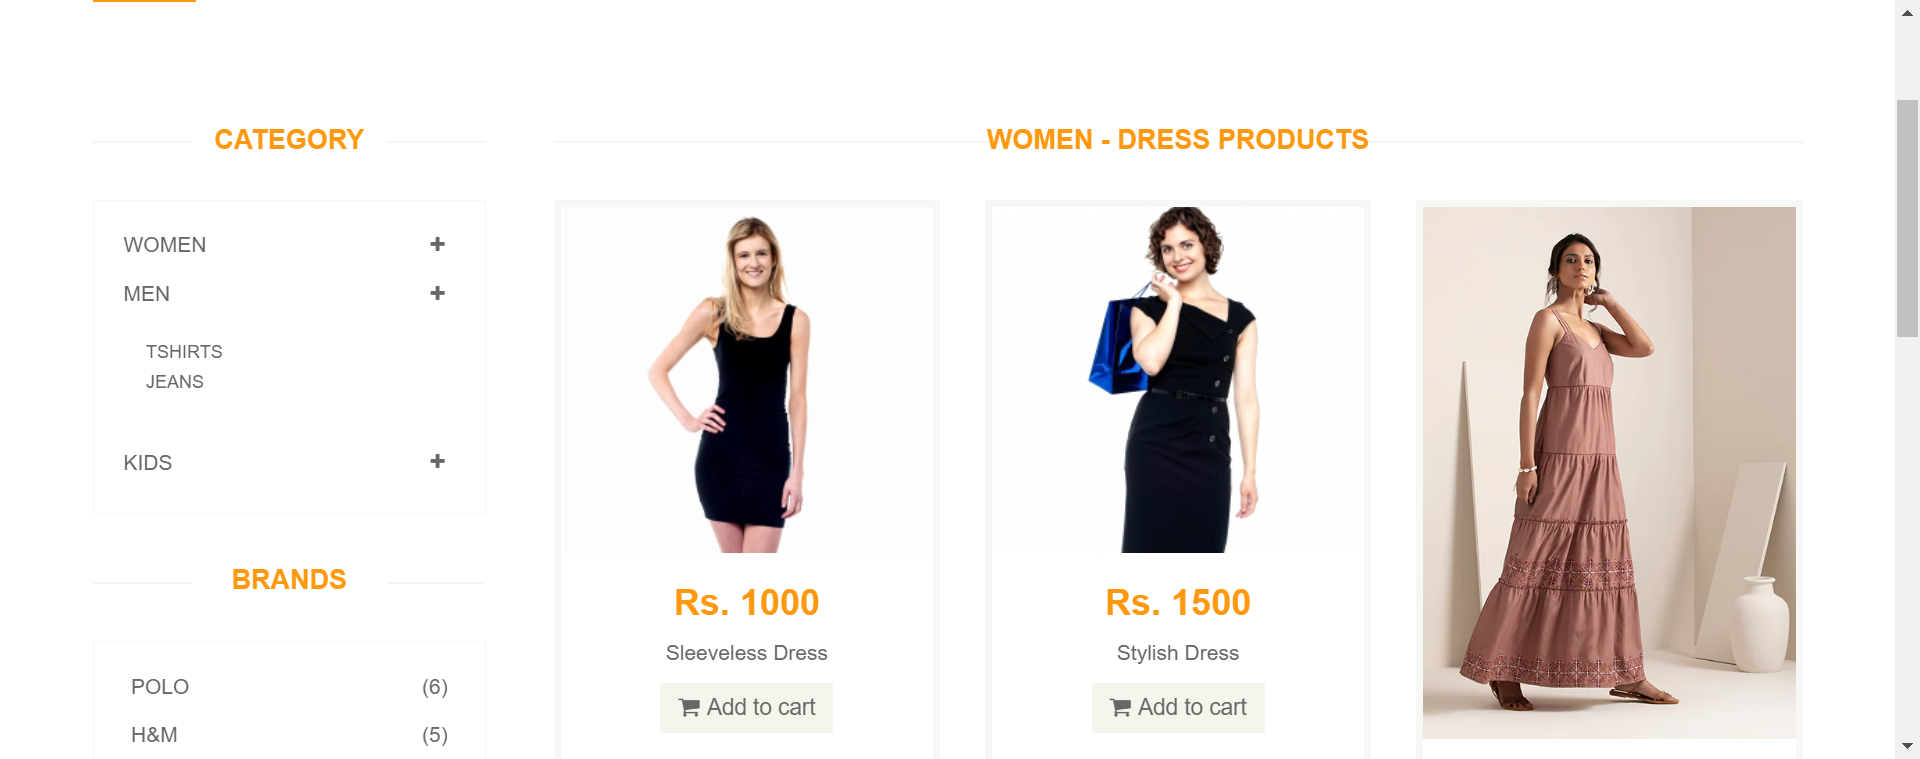 CATEGORY
WOMEN
MEN
TSHIRTS
JEANS
KIDS
BRANDS
POLO (6)
H&M (5)
WOMEN - DRESS PRODUCTS
Rs. 1000
Sleeveless Dress
Add to cart
Rs. 1500
Stylish Dress
Add to cart